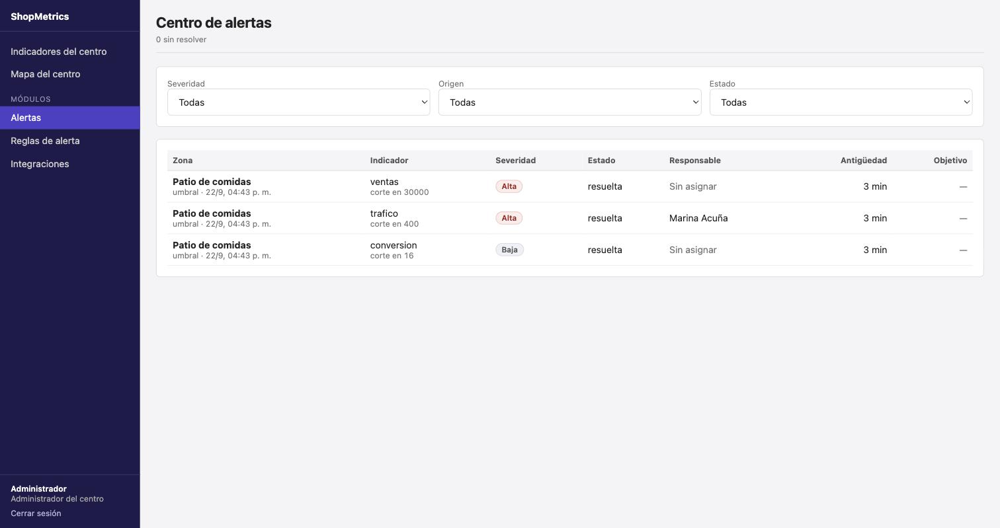 ShopMetrics
Indicadores del centro
Mapa del centro
MÓDULOS
Alertas
Reglas de alerta
Integraciones
Administrador
Administrador del centro
Cerrar sesión
Centro de alertas
0 sin resolver
Severidad Origen Estado
Todas Todas Todas
Zona Indicador Severidad Estado Responsable Antigüedad Objetivo
Patio de comidas ventas Alta resuelta Sin asignar 3 min —
umbral · 22/9, 04:43 p. m. corte en 30000
Patio de comidas trafico Alta resuelta Marina Acuña 3 min —
umbral · 22/9, 04:43 p. m. corte en 400
Patio de comidas conversion Baja resuelta Sin asignar 3 min —
umbral · 22/9, 04:43 p. m. corte en 16